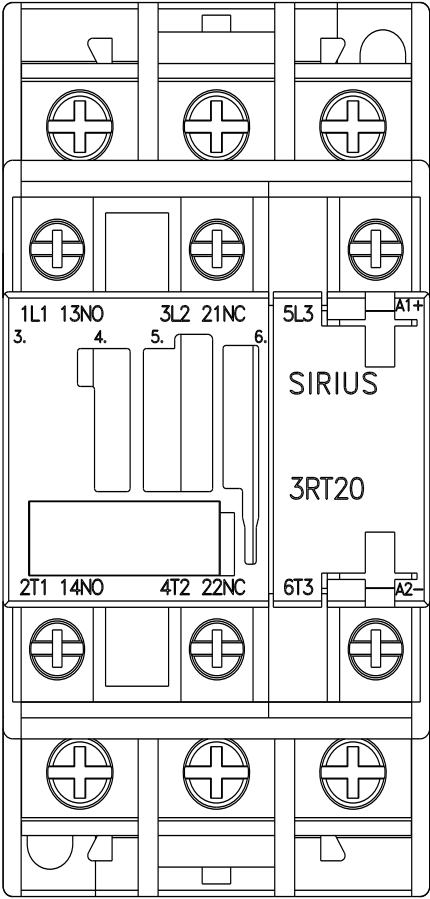 1L1 13NO 3L2 21NC 5L3 A1+
3. 4. 5. 6.
SIRIUS
3RT20
2T1 14NO 4T2 22NC 6T3 A2-